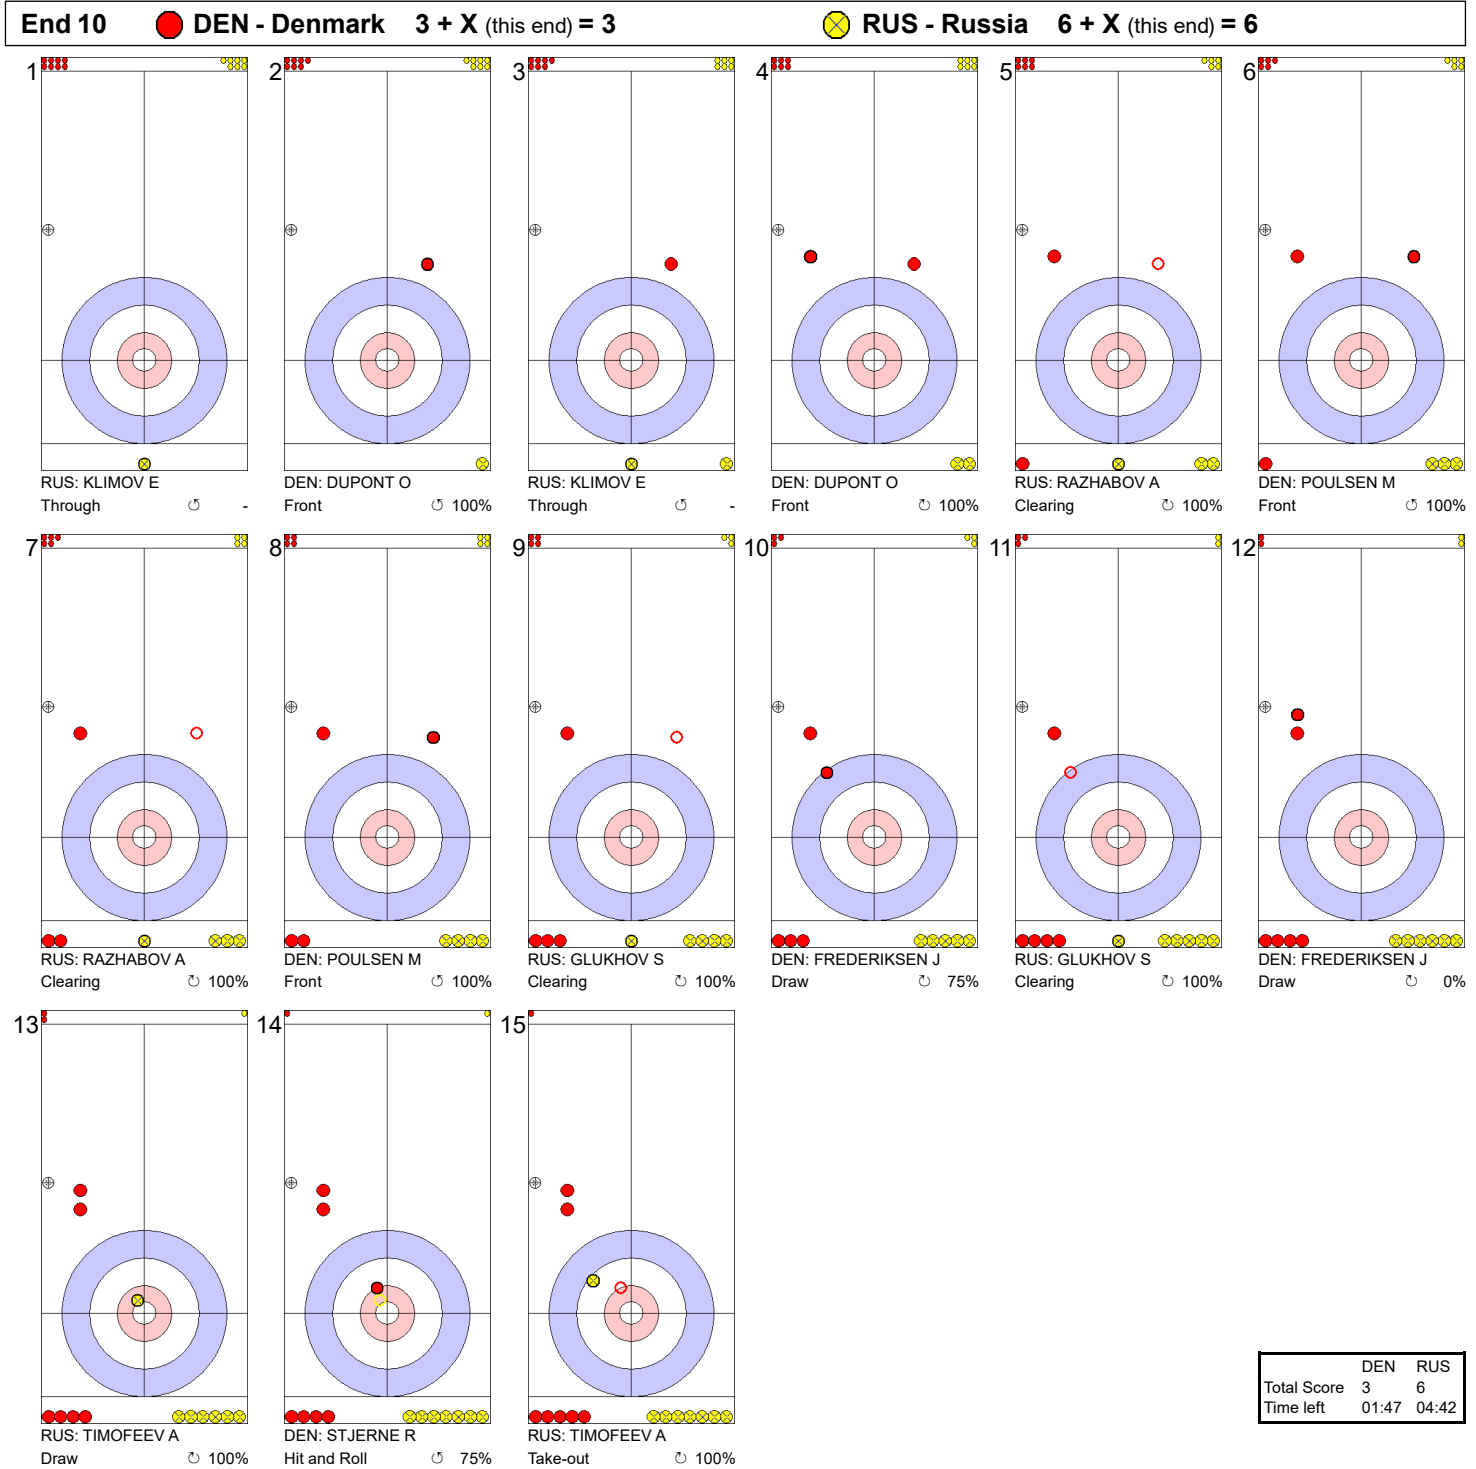 End 10 DEN - Denmark 3 + X (this end) = 3 RUS - Russia 6 + X (this end) = 6
1 2 3 4 5 6
RUS: KLIMOV E DEN: DUPONT O RUS: KLIMOV E DEN: DUPONT O RUS: RAZHABOV A DEN: POULSEN M
Through - Front 100% Through - Front 100% Clearing 100% Front 100%
7 8 9 10 11 12
RUS: RAZHABOV A DEN: POULSEN M RUS: GLUKHOV S DEN: FREDERIKSEN J RUS: GLUKHOV S DEN: FREDERIKSEN J
Clearing 100% Front 100% Clearing 100% Draw 75% Clearing 100% Draw 0%
13 14 15
RUS: TIMOFEEV A DEN: STJERNE R RUS: TIMOFEEV A
Draw 100% Hit and Roll 75% Take-out 100%
DEN RUS
Total Score 3 6
Time left 01:47 04:42